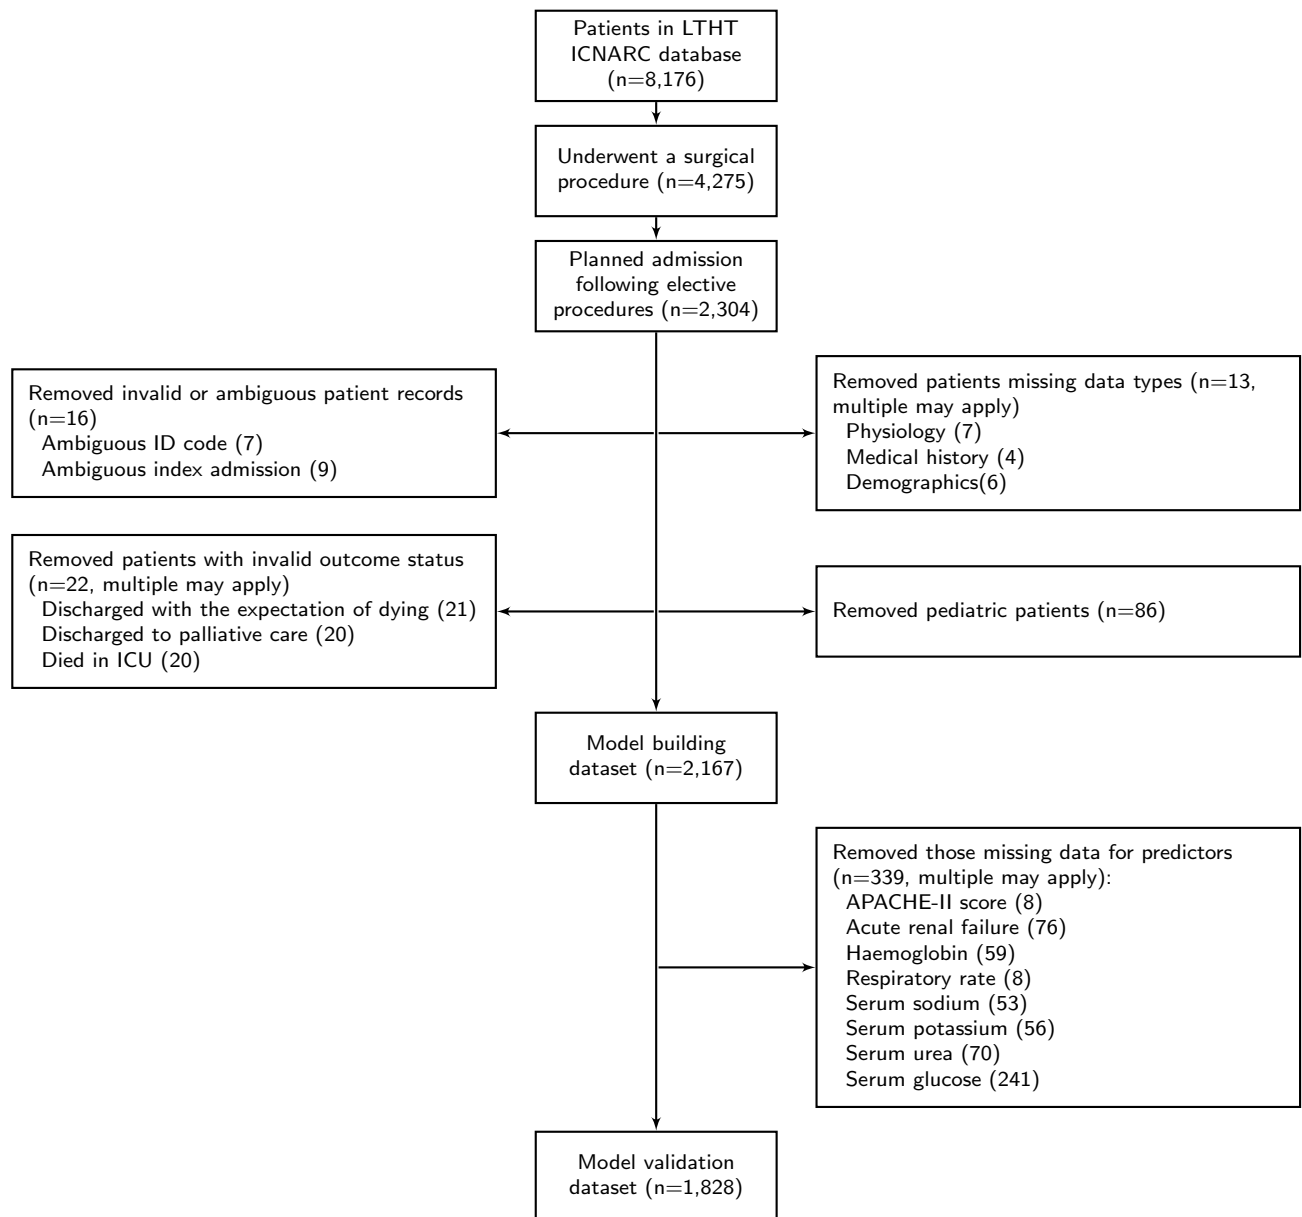 Patients in LTHT
ICNARC database
(n=8,176)
Underwent a surgical
procedure (n=4,275)
Planned admission
following elective
procedures (n=2,304)
Removed invalid or ambiguous patient records
(n=16)
Ambiguous ID code (7)
Ambiguous index admission (9)
Removed patients missing data types (n=13,
multiple may apply)
Physiology (7)
Medical history (4)
Demographics(6)
Removed patients with invalid outcome status
(n=22, multiple may apply)
Discharged with the expectation of dying (21)
Discharged to palliative care (20)
Died in ICU (20)
Removed pediatric patients (n=86)
Model building
dataset (n=2,167)
Removed those missing data for predictors
(n=339, multiple may apply):
APACHE-II score (8)
Acute renal failure (76)
Haemoglobin (59)
Respiratory rate (8)
Serum sodium (53)
Serum potassium (56)
Serum urea (70)
Serum glucose (241)
Model validation
dataset (n=1,828)